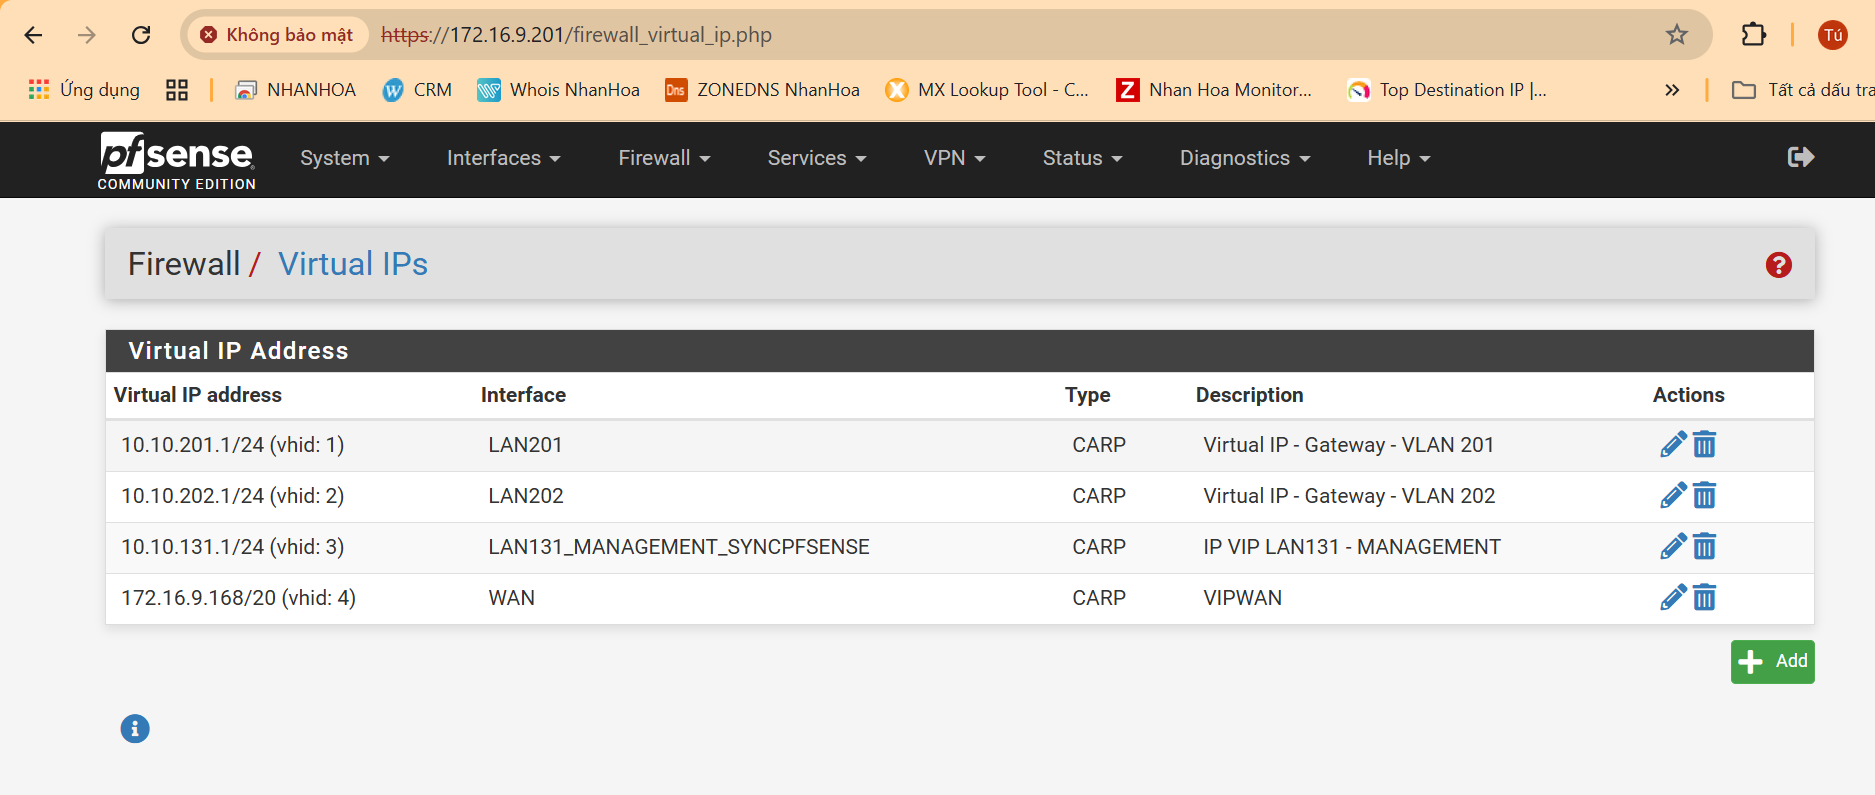 Không bảo mật https://172.16.9.201/firewall_virtual_ip.php Tú
Ứng dụng NHANHOA CRM Whois NhanHoa Dns ZONEDNS NhanHoa MX Lookup Tool - C... Z Nhan Hoa Monitor... Top Destination IP |... » Tất cả dấu tra
pfsense System Interfaces Firewall Services VPN Status Diagnostics Help
COMMUNITY EDITION
Firewall / Virtual IPs
Virtual IP Address
Virtual IP address Interface Type Description Actions
10.10.201.1/24 (vhid: 1) LAN201 CARP Virtual IP - Gateway - VLAN 201
10.10.202.1/24 (vhid: 2) LAN202 CARP Virtual IP - Gateway - VLAN 202
10.10.131.1/24 (vhid: 3) LAN131_MANAGEMENT_SYNCPFSENSE CARP IP VIP LAN131 - MANAGEMENT
172.16.9.168/20 (vhid: 4) WAN CARP VIPWAN
Add